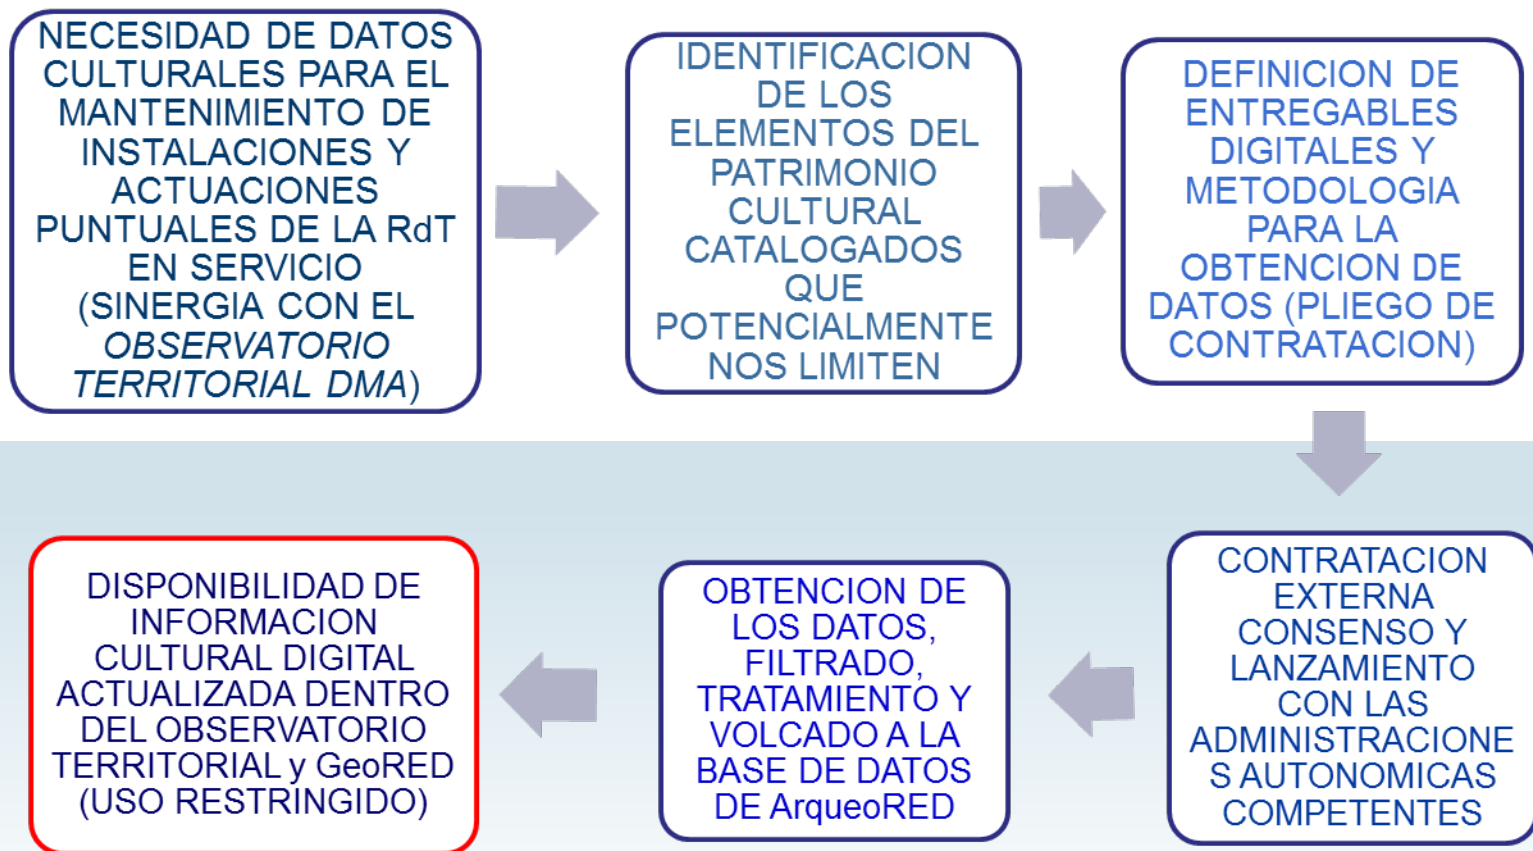 NECESIDAD DE DATOS
CULTURALES PARA EL
MANTENIMIENTO DE
INSTALACIONES Y
ACTUACIONES
PUNTUALES DE LA RdT
EN SERVICIO
(SINERGIA CON EL
OBSERVATORIO
TERRITORIAL DMA)
IDENTIFICACION
DE LOS
ELEMENTOS DEL
PATRIMONIO
CULTURAL
CATALOGADOS
QUE
POTENCIALMENTE
NOS LIMITEN
DEFINICION DE
ENTREGABLES
DIGITALES Y
METODOLOGIA
PARA LA
OBTENCION DE
DATOS (PLIEGO DE
CONTRATACION)
CONTRATACION
EXTERNA
CONSENSO Y
LANZAMIENTO
CON LAS
ADMINISTRACIONE
S AUTONOMICAS
COMPETENTES
OBTENCION DE
LOS DATOS,
FILTRADO,
TRATAMIENTO Y
VOLCADO A LA
BASE DE DATOS
DE ArqueoRED
DISPONIBILIDAD DE
INFORMACION
CULTURAL DIGITAL
ACTUALIZADA DENTRO
DEL OBSERVATORIO
TERRITORIAL y GeoRED
(USO RESTRINGIDO)